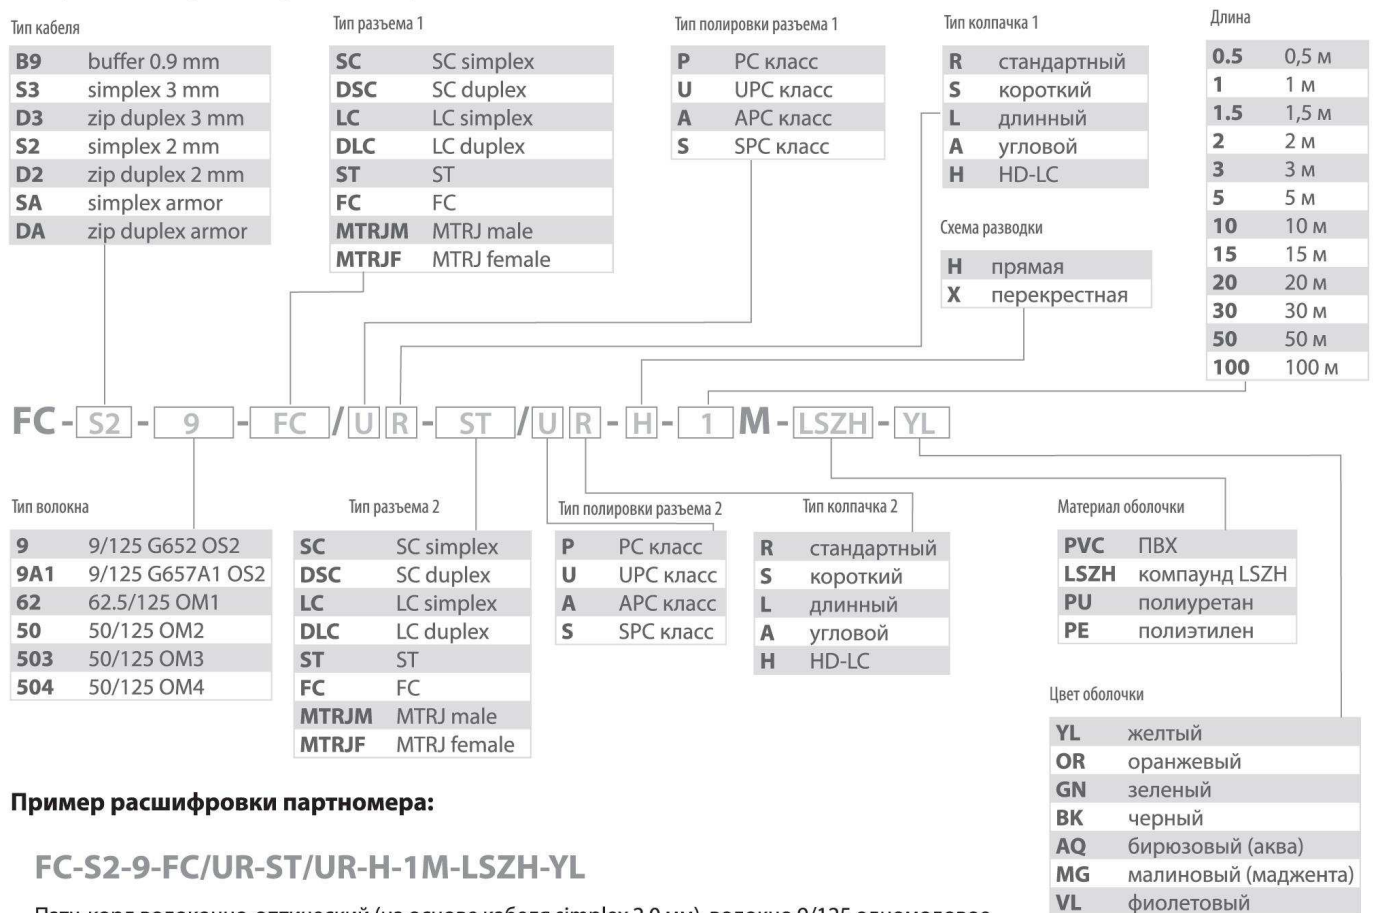 Тип кабеля
B9 buffer 0.9 mm
S3 simplex 3 mm
D3 zip duplex 3 mm
S2 simplex 2 mm
D2 zip duplex 2 mm
SA simplex armor
DA zip duplex armor
Тип разъема 1
SC SC simplex
DSC SC duplex
LC LC simplex
DLC LC duplex
ST ST
FC FC
MTRJM MTRJ male
MTRJF MTRJ female
Тип полировки разъема 1
P PC класс
U UPC класс
A APC класс
S SPC класс
Тип колпачка 1
R стандартный
S короткий
L длинный
A угловой
H HD-LC
Схема разводки
H прямая
X перекрестная
Длина
0.5 0,5 м
1 1 м
1.5 1,5 м
2 2 м
3 3 м
5 5 м
10 10 м
15 15 м
20 20 м
30 30 м
50 50 м
100 100 м
FC - S2 - 9 - FC / U R - ST / U R - H - 1 M - LSZH - YL
Тип волокна
9 9/125 G652 OS2
9A1 9/125 G657A1 OS2
62 62.5/125 OM1
50 50/125 OM2
503 50/125 OM3
504 50/125 OM4
Тип разъема 2
SC SC simplex
DSC SC duplex
LC LC simplex
DLC LC duplex
ST ST
FC FC
MTRJM MTRJ male
MTRJF MTRJ female
Тип полировки разъема 2
P PC класс
U UPC класс
A APC класс
S SPC класс
Тип колпачка 2
R стандартный
S короткий
L длинный
A угловой
H HD-LC
Материал оболочки
PVC ПВХ
LSZH компаунд LSZH
PU полиуретан
PE полиэтилен
Цвет оболочки
YL желтый
OR оранжевый
GN зеленый
BK черный
AQ бирюзовый (аква)
MG малиновый (маджента)
VL фиолетовый
Пример расшифровки партномера:
FC-S2-9-FC/UR-ST/UR-H-1M-LSZH-YL